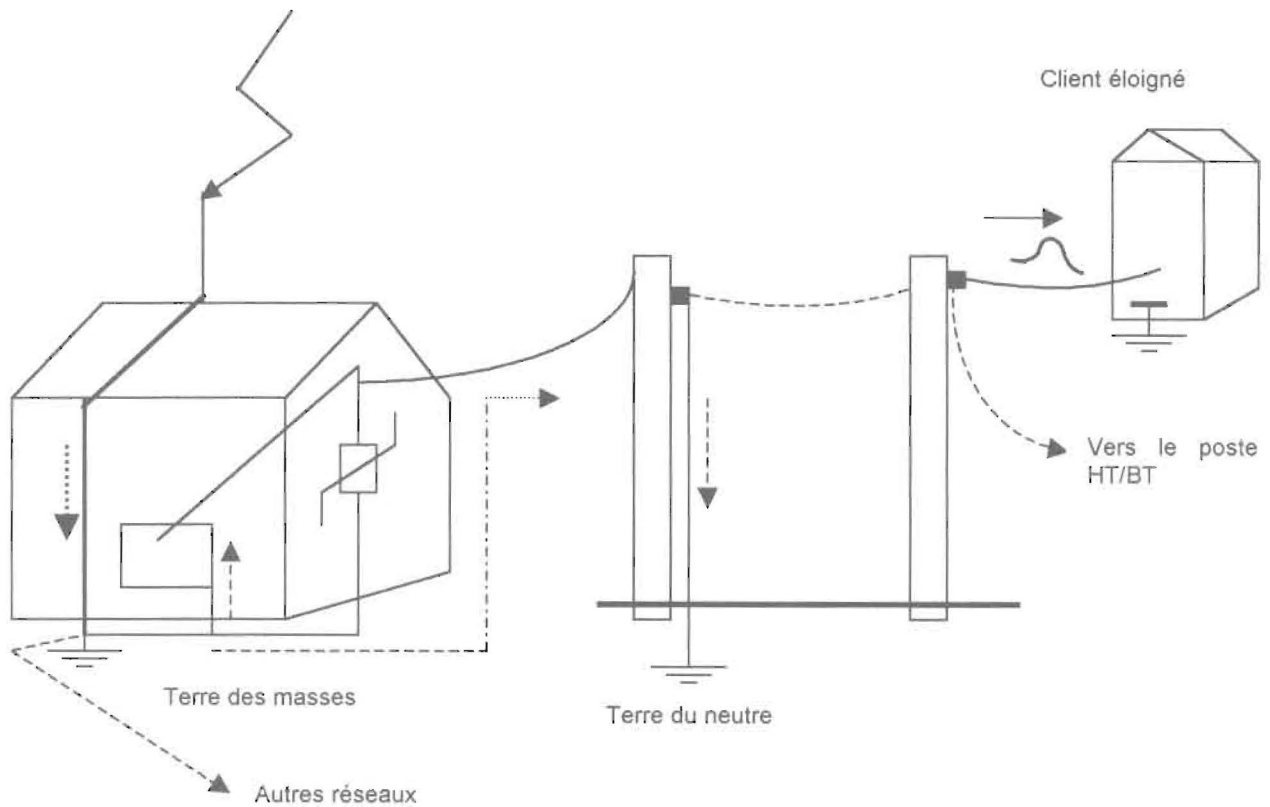 Client éloigné
Vers le poste
HT/BT
Terre des masses
Terre du neutre
Autres réseaux